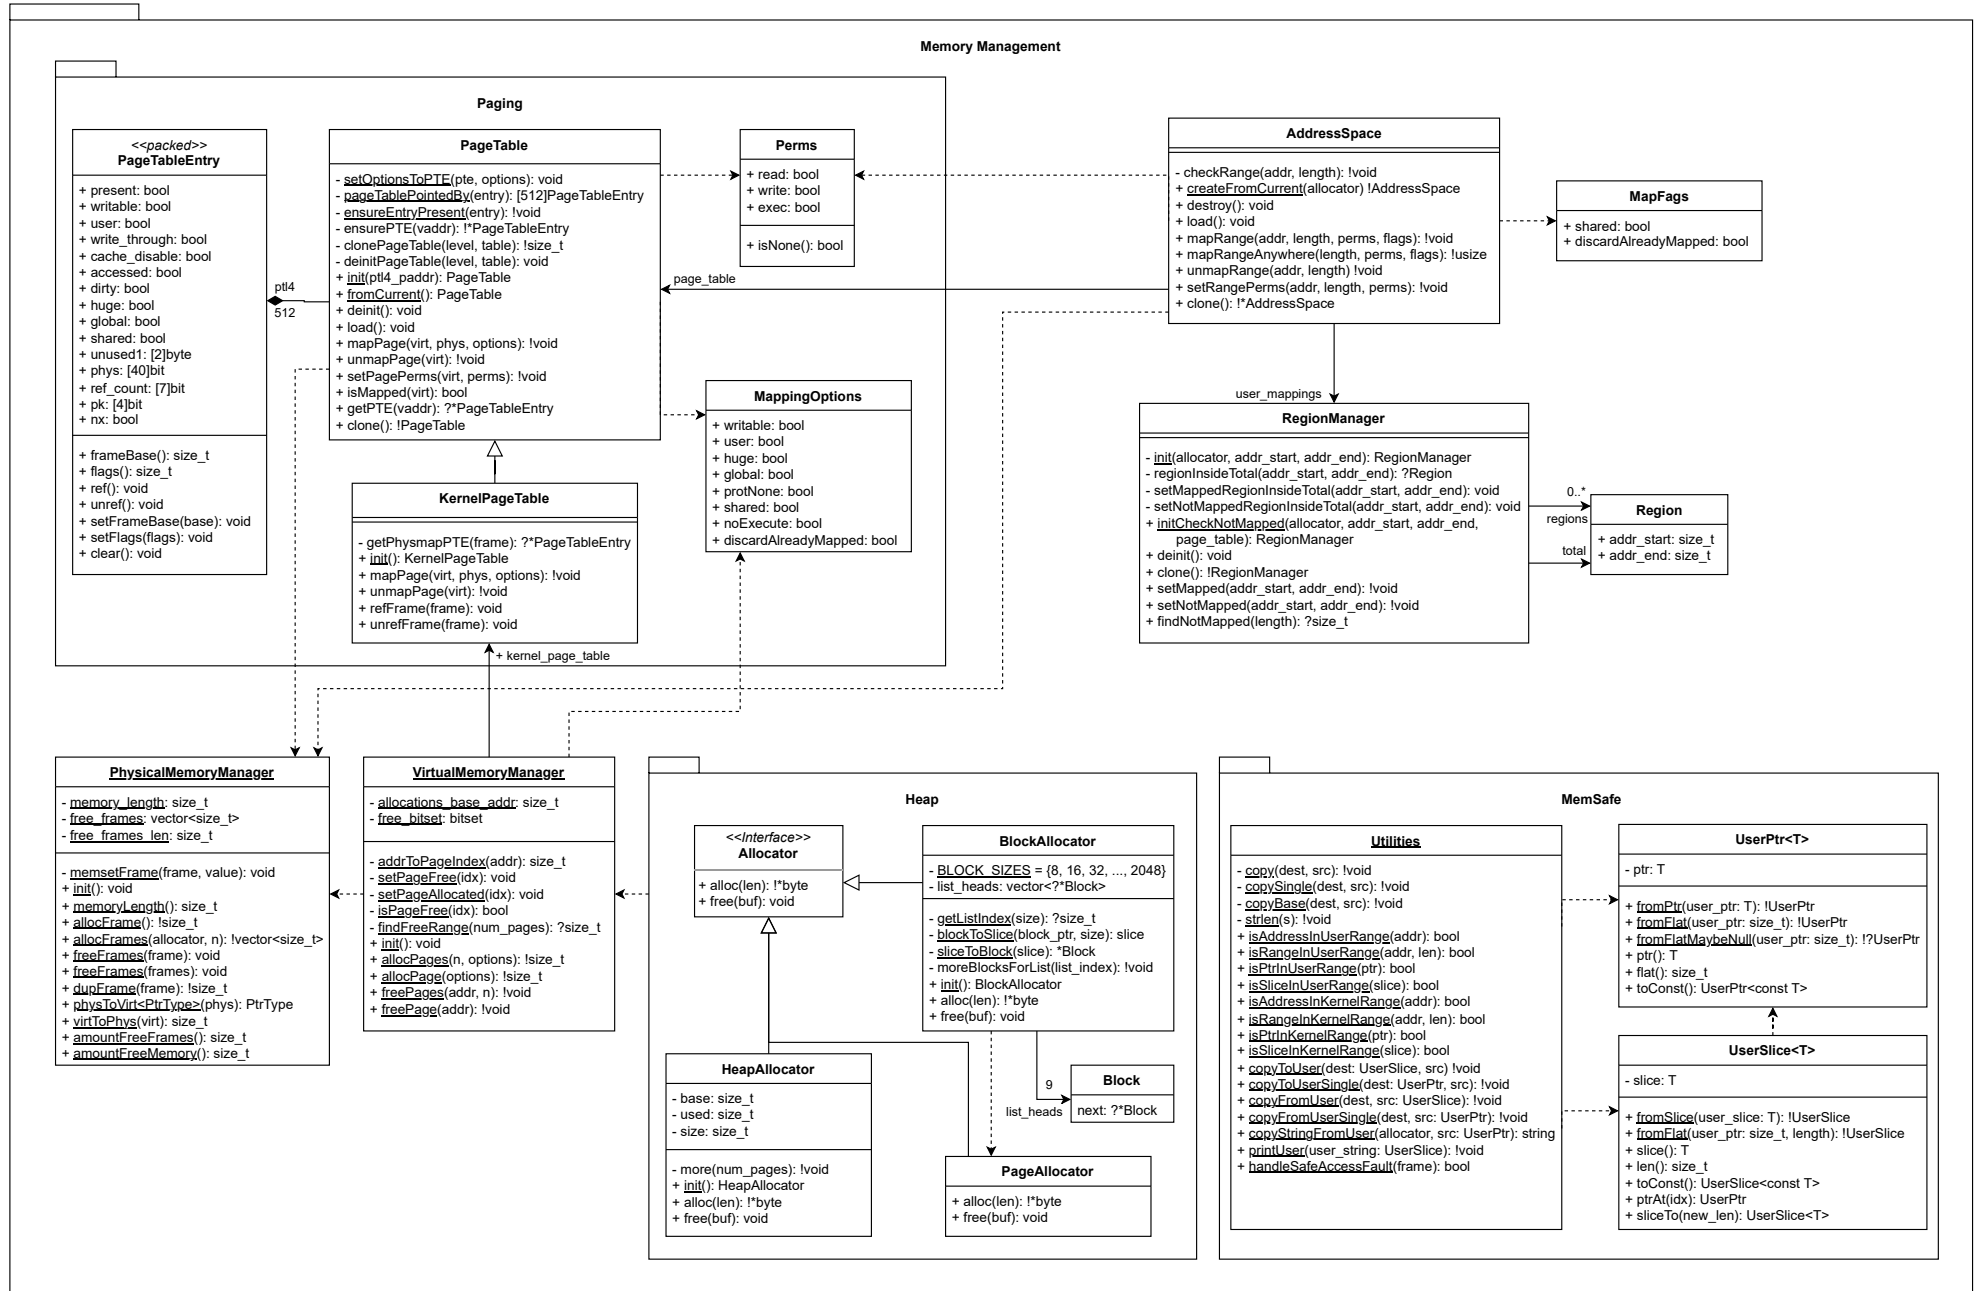 Memory Management
Paging
<<packed>>
PageTableEntry
+ present: bool
+ writable: bool
+ user: bool
+ write_through: bool
+ cache_disable: bool
+ accessed: bool
+ dirty: bool
+ huge: bool
+ global: bool
+ shared: bool
+ unused1: [2]byte
+ phys: [40]bit
+ ref_count: [7]bit
+ pk: [4]bit
+ nx: bool
+ frameBase(): size_t
+ flags(): size_t
+ ref(): void
+ unref(): void
+ setFrameBase(base): void
+ setFlags(flags): void
+ clear(): void
ptl4
512
PageTable
- setOptionsToPTE(pte, options): void
- pageTablePointedBy(entry): [512]PageTableEntry
- ensureEntryPresent(entry): !void
- ensurePTE(vaddr): !*PageTableEntry
- clonePageTable(level, table): !size_t
- deinitPageTable(level, table): void
+ init(ptl4_paddr): PageTable
+ fromCurrent(): PageTable
+ deinit(): void
+ load(): void
+ mapPage(virt, phys, options): !void
+ unmapPage(virt): !void
+ setPagePerms(virt, perms): !void
+ isMapped(virt): bool
+ getPTE(vaddr): ?*PageTableEntry
+ clone(): !PageTable
Perms
+ read: bool
+ write: bool
+ exec: bool
+ isNone(): bool
page_table
MappingOptions
+ writable: bool
+ user: bool
+ huge: bool
+ global: bool
+ protNone: bool
+ shared: bool
+ noExecute: bool
+ discardAlreadyMapped: bool
KernelPageTable
- getPhysmapPTE(frame): ?*PageTableEntry
+ init(): KernelPageTable
+ mapPage(virt, phys, options): !void
+ unmapPage(virt): !void
+ refFrame(frame): void
+ unrefFrame(frame): void
+ kernel_page_table
AddressSpace
- checkRange(addr, length): !void
+ createFromCurrent(allocator) !AddressSpace
+ destroy(): void
+ load(): void
+ mapRange(addr, length, perms, flags): !void
+ mapRangeAnywhere(length, perms, flags): !usize
+ unmapRange(addr, length) !void
+ setRangePerms(addr, length, perms): !void
+ clone(): !*AddressSpace
MapFags
+ shared: bool
+ discardAlreadyMapped: bool
user_mappings
RegionManager
- init(allocator, addr_start, addr_end): RegionManager
- regionInsideTotal(addr_start, addr_end): ?Region
- setMappedRegionInsideTotal(addr_start, addr_end): void
- setNotMappedRegionInsideTotal(addr_start, addr_end): void
+ initCheckNotMapped(allocator, addr_start, addr_end,
page_table): RegionManager
+ deinit(): void
+ clone(): !RegionManager
+ setMapped(addr_start, addr_end): !void
+ setNotMapped(addr_start, addr_end): !void
+ findNotMapped(length): ?size_t
0..*
regions
total
Region
+ addr_start: size_t
+ addr_end: size_t
PhysicalMemoryManager
- memory_length: size_t
- free_frames: vector<size_t>
- free_frames_len: size_t
- memsetFrame(frame, value): void
+ init(): void
+ memoryLength(): size_t
+ allocFrame(): !size_t
+ allocFrames(allocator, n): !vector<size_t>
+ freeFrames(frame): void
+ freeFrames(frames): void
+ dupFrame(frame): !size_t
+ physToVirt<PtrType>(phys): PtrType
+ virtToPhys(virt): size_t
+ amountFreeFrames(): size_t
+ amountFreeMemory(): size_t
VirtualMemoryManager
- allocations_base_addr: size_t
- free_bitset: bitset
- addrToPageIndex(addr): size_t
- setPageFree(idx): void
- setPageAllocated(idx): void
- isPageFree(idx): bool
- findFreeRange(num_pages): ?size_t
+ init(): void
+ allocPages(n, options): !size_t
+ allocPage(options): !size_t
+ freePages(addr, n): !void
+ freePage(addr): !void
Heap
<<Interface>>
Allocator
+ alloc(len): !*byte
+ free(buf): void
BlockAllocator
- BLOCK_SIZES = {8, 16, 32, ..., 2048}
- list_heads: vector<?*Block>
- getListIndex(size): ?size_t
- blockToSlice(block_ptr, size): slice
- sliceToBlock(slice): *Block
- moreBlocksForList(list_index): !void
+ init(): BlockAllocator
+ alloc(len): !*byte
+ free(buf): void
HeapAllocator
- base: size_t
- used: size_t
- size: size_t
- more(num_pages): !void
+ init(): HeapAllocator
+ alloc(len): !*byte
+ free(buf): void
9
list_heads
Block
next: ?*Block
PageAllocator
+ alloc(len): !*byte
+ free(buf): void
MemSafe
Utilities
- copy(dest, src): !void
- copySingle(dest, src): !void
- copyBase(dest, src): !void
- strlen(s): !void
+ isAddressInUserRange(addr): bool
+ isRangeInUserRange(addr, len): bool
+ isPtrInUserRange(ptr): bool
+ isSliceInUserRange(slice): bool
+ isAddressInKernelRange(addr): bool
+ isRangeInKernelRange(addr, len): bool
+ isPtrInKernelRange(ptr): bool
+ isSliceInKernelRange(slice): bool
+ copyToUser(dest: UserSlice, src) !void
+ copyToUserSingle(dest: UserPtr, src): !void
+ copyFromUser(dest, src: UserSlice): !void
+ copyFromUserSingle(dest, src: UserPtr): !void
+ copyStringFromUser(allocator, src: UserPtr): string
+ printUser(user_string: UserSlice): !void
+ handleSafeAccessFault(frame): bool
UserPtr<T>
- ptr: T
+ fromPtr(user_ptr: T): !UserPtr
+ fromFlat(user_ptr: size_t): !UserPtr
+ fromFlatMaybeNull(user_ptr: size_t): !?UserPtr
+ ptr(): T
+ flat(): size_t
+ toConst(): UserPtr<const T>
UserSlice<T>
- slice: T
+ fromSlice(user_slice: T): !UserSlice
+ fromFlat(user_ptr: size_t, length): !UserSlice
+ slice(): T
+ len(): size_t
+ toConst(): UserSlice<const T>
+ ptrAt(idx): UserPtr
+ sliceTo(new_len): UserSlice<T>